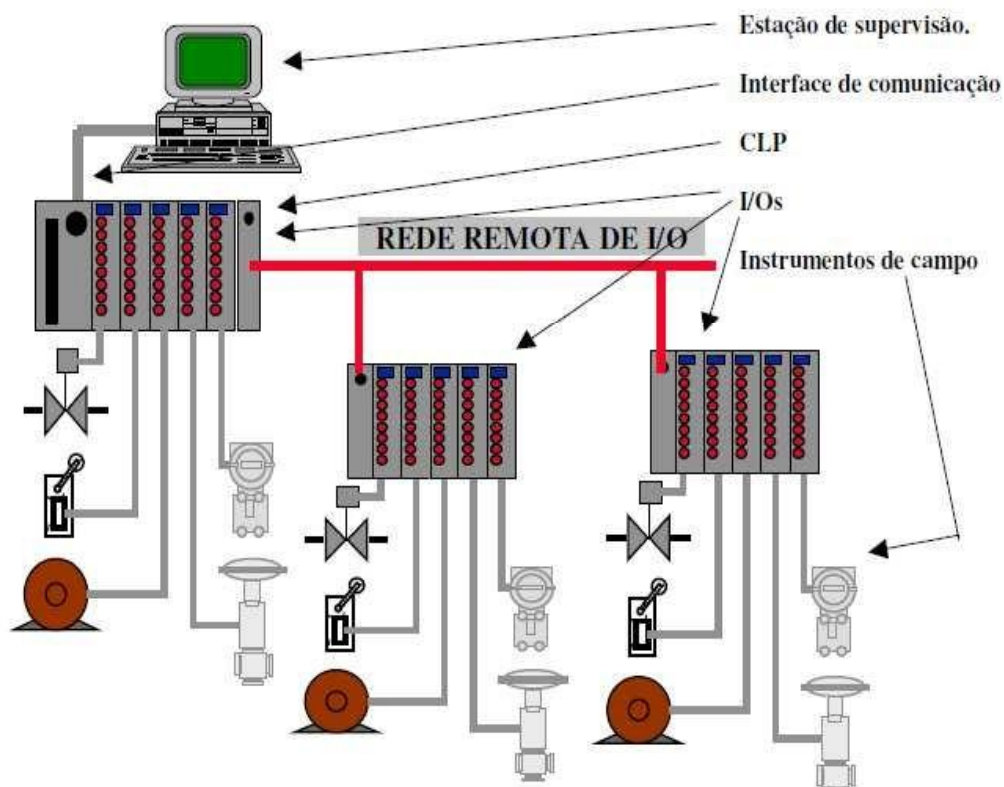 Estação de supervisão.
Interface de comunicação
CLP
I/Os
REDE REMOTA DE I/O
Instrumentos de campo